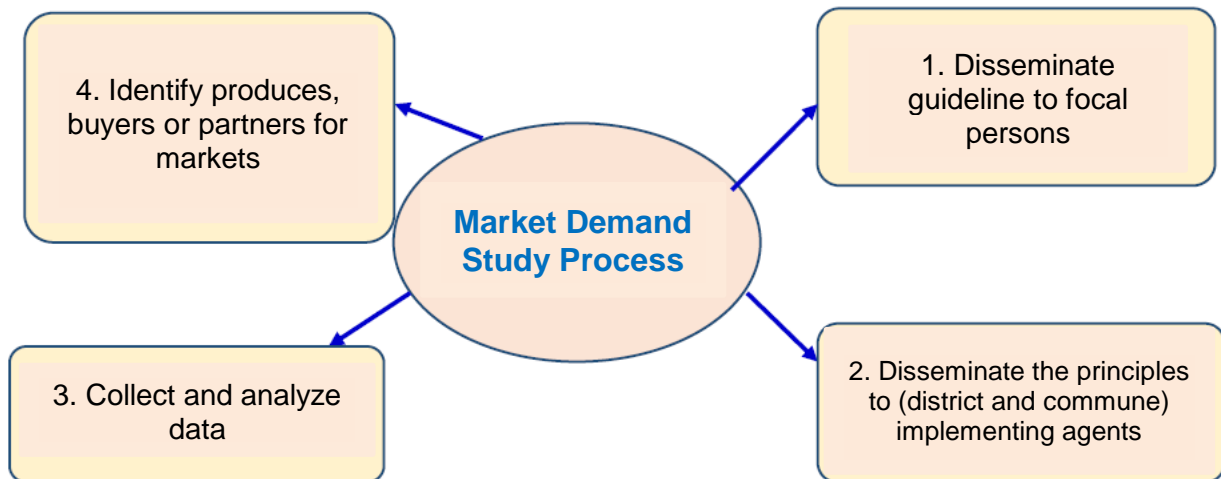 Market Demand
Study Process
1. Disseminate
guideline to focal
persons
2. Disseminate the principles
to (district and commune)
implementing agents
3. Collect and analyze
data
4. Identify produces,
buyers or partners for
markets